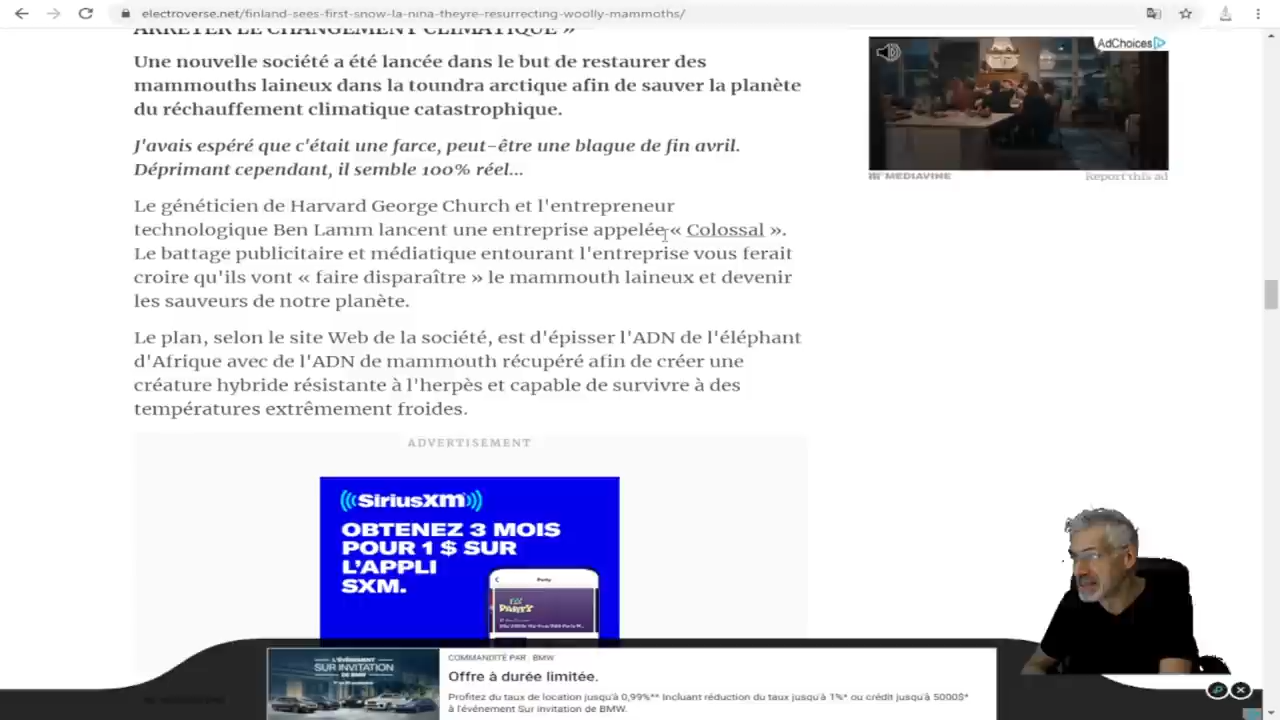 electroverse.net/finland-sees-first-snow-la-nina-theyre-resurrecting-woolly-mammoths/
ARRÊTER LE CHANGEMENT CLIMATIQUE »
Une nouvelle société a été lancée dans le but de restaurer des
mammouths laineux dans la toundra arctique afin de sauver la planète
du réchauffement climatique catastrophique.
J'avais espéré que c'était une farce, peut-être une blague de fin avril.
Déprimant cependant, il semble 100% réel...
Le généticien de Harvard George Church et l'entrepreneur
technologique Ben Lamm lancent une entreprise appelée « Colossal ».
Le battage publicitaire et médiatique entourant l'entreprise vous ferait
croire qu'ils vont « faire disparaître » le mammouth laineux et devenir
les sauveurs de notre planète.
Le plan, selon le site Web de la société, est d'épisser l'ADN de l'éléphant
d'Afrique avec de l'ADN de mammouth récupéré afin de créer une
créature hybride résistante à l'herpès et capable de survivre à des
températures extrêmement froides.
AdChoices
MEDIAVINE
Report this ad
ADVERTISEMENT
SiriusXM
OBTENEZ 3 MOIS
POUR 1 $ SUR
L'APPLI
SXM.
Party
PARTY
L'ÉVÉNEMENT
SUR INVITATION
DE BMW
COMMANDITÉ PAR : BMW
Offre à durée limitée.
Profitez du taux de location jusqu'à 0,99%** Incluant réduction du taux jusqu'à 1%* ou crédit jusqu'à 5000$*
à l'événement Sur invitation de BMW.